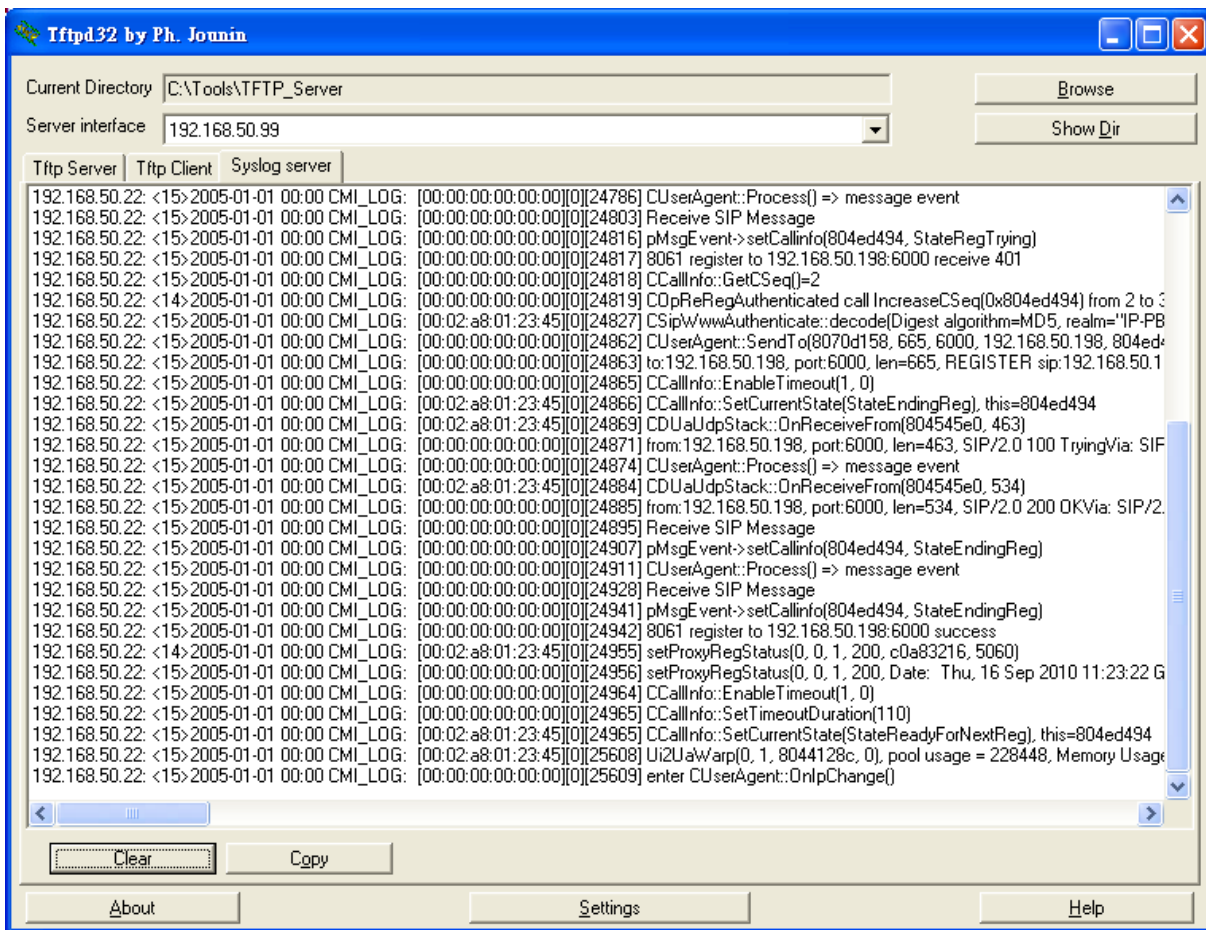 Tftpd32 by Ph. Jounin
Current Directory C:\Tools\TFTP_Server Browse
Server interface 192.168.50.99 Show Dir
Tftp Server Tftp Client Syslog server
192.168.50.22: <15>2005-01-01 00:00 CMI_LOG: [00:00:00:00:00:00][0][24786] CUserAgent::Process() => message event
192.168.50.22: <15>2005-01-01 00:00 CMI_LOG: [00:00:00:00:00:00][0][24803] Receive SIP Message
192.168.50.22: <15>2005-01-01 00:00 CMI_LOG: [00:00:00:00:00:00][0][24816] pMsgEvent->setCallinfo(804ed494, StateRegTrying)
192.168.50.22: <15>2005-01-01 00:00 CMI_LOG: [00:00:00:00:00:00][0][24817] 8061 register to 192.168.50.198:6000 receive 401
192.168.50.22: <15>2005-01-01 00:00 CMI_LOG: [00:00:00:00:00:00][0][24818] CCallInfo::GetCSeq()=2
192.168.50.22: <14>2005-01-01 00:00 CMI_LOG: [00:00:00:00:00:00][0][24819] COpReRegAuthenticated call IncreaseCSeq(0x804ed494) from 2 to 3
192.168.50.22: <15>2005-01-01 00:00 CMI_LOG: [00:02:a8:01:23:45][0][24827] CSipWwwAuthenticate::decode(Digest algorithm=MD5, realm="IP-PB
192.168.50.22: <15>2005-01-01 00:00 CMI_LOG: [00:02:a8:01:23:45][0][24862] CUserAgent::SendTo(8070d158, 665, 6000, 192.168.50.198, 804ed4
192.168.50.22: <15>2005-01-01 00:00 CMI_LOG: [00:02:a8:01:23:45][0][24863] to:192.168.50.198, port:6000, len=665, REGISTER sip:192.168.50.1
192.168.50.22: <15>2005-01-01 00:00 CMI_LOG: [00:02:a8:01:23:45][0][24865] CCallInfo::EnableTimeout(1, 0)
192.168.50.22: <15>2005-01-01 00:00 CMI_LOG: [00:02:a8:01:23:45][0][24866] CCallInfo::SetCurrentState(StateEndingReg), this=804ed494
192.168.50.22: <15>2005-01-01 00:00 CMI_LOG: [00:02:a8:01:23:45][0][24869] CDUaUdpStack::OnReceiveFrom(804545e0, 463)
192.168.50.22: <15>2005-01-01 00:00 CMI_LOG: [00:02:a8:01:23:45][0][24871] from:192.168.50.198, port:6000, len=463, SIP/2.0 100 TryingVia: SIF
192.168.50.22: <15>2005-01-01 00:00 CMI_LOG: [00:02:a8:01:23:45][0][24874] CUserAgent::Process() => message event
192.168.50.22: <15>2005-01-01 00:00 CMI_LOG: [00:02:a8:01:23:45][0][24884] CDUaUdpStack::OnReceiveFrom(804545e0, 534)
192.168.50.22: <15>2005-01-01 00:00 CMI_LOG: [00:02:a8:01:23:45][0][24885] from:192.168.50.198, port:6000, len=534, SIP/2.0 200 OKVia: SIP/2.
192.168.50.22: <15>2005-01-01 00:00 CMI_LOG: [00:00:00:00:00:00][0][24895] Receive SIP Message
192.168.50.22: <15>2005-01-01 00:00 CMI_LOG: [00:00:00:00:00:00][0][24907] pMsgEvent->setCallinfo(804ed494, StateEndingReg)
192.168.50.22: <15>2005-01-01 00:00 CMI_LOG: [00:00:00:00:00:00][0][24911] CUserAgent::Process() => message event
192.168.50.22: <15>2005-01-01 00:00 CMI_LOG: [00:00:00:00:00:00][0][24928] Receive SIP Message
192.168.50.22: <15>2005-01-01 00:00 CMI_LOG: [00:00:00:00:00:00][0][24941] pMsgEvent->setCallinfo(804ed494, StateEndingReg)
192.168.50.22: <15>2005-01-01 00:00 CMI_LOG: [00:00:00:00:00:00][0][24942] 8061 register to 192.168.50.198:6000 success
192.168.50.22: <14>2005-01-01 00:00 CMI_LOG: [00:02:a8:01:23:45][0][24955] setProxyRegStatus(0, 0, 1, 200, c0a83216, 5060)
192.168.50.22: <15>2005-01-01 00:00 CMI_LOG: [00:02:a8:01:23:45][0][24956] setProxyRegStatus(0, 0, 1, 200, Date: Thu, 16 Sep 2010 11:23:22 G
192.168.50.22: <15>2005-01-01 00:00 CMI_LOG: [00:00:00:00:00:00][0][24964] CCallInfo::EnableTimeout(1, 0)
192.168.50.22: <15>2005-01-01 00:00 CMI_LOG: [00:00:00:00:00:00][0][24965] CCallInfo::SetTimeoutDuration(110)
192.168.50.22: <15>2005-01-01 00:00 CMI_LOG: [00:02:a8:01:23:45][0][24965] CCallInfo::SetCurrentState(StateReadyForNextReg), this=804ed494
192.168.50.22: <15>2005-01-01 00:00 CMI_LOG: [00:02:a8:01:23:45][0][25608] Ui2UaWarp(0, 1, 8044128c, 0), pool usage = 228448, Memory Usage
192.168.50.22: <15>2005-01-01 00:00 CMI_LOG: [00:00:00:00:00:00][0][25609] enter CUserAgent::OnIpChange()
Clear Copy
About Settings Help